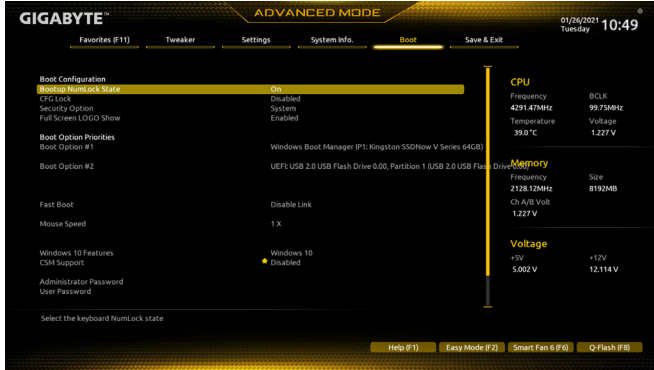 GIGABYTE™
ADVANCED MODE
01/26/2021 Tuesday 10:49
Favorites (F11) Tweaker Settings System Info. Boot Save & Exit
Boot Configuration
Bootup NumLock State On
CFG Lock Disabled
Security Option System
Full Screen LOGO Show Enabled
Boot Option Priorities
Boot Option #1 Windows Boot Manager (P1: Kingston SSDNow V Series 64GB)
Boot Option #2 UEFI: USB 2.0 USB Flash Drive 0.00, Partition 1 (USB 2.0 USB Flash Drive 0.00)
Fast Boot Disable Link
Mouse Speed 1 X
Windows 10 Features Windows 10
CSM Support Disabled
Administrator Password
User Password
Select the keyboard NumLock state
CPU
Frequency BCLK
4291.47MHz 99.75MHz
Temperature Voltage
39.0 °C 1.227 V
Memory
Frequency Size
2128.12MHz 8192MB
Ch A/B Volt
1.227 V
Voltage
+5V +12V
5.002 V 12.114 V
Help (F1) Easy Mode (F2) Smart Fan 6 (F6) Q-Flash (F8)